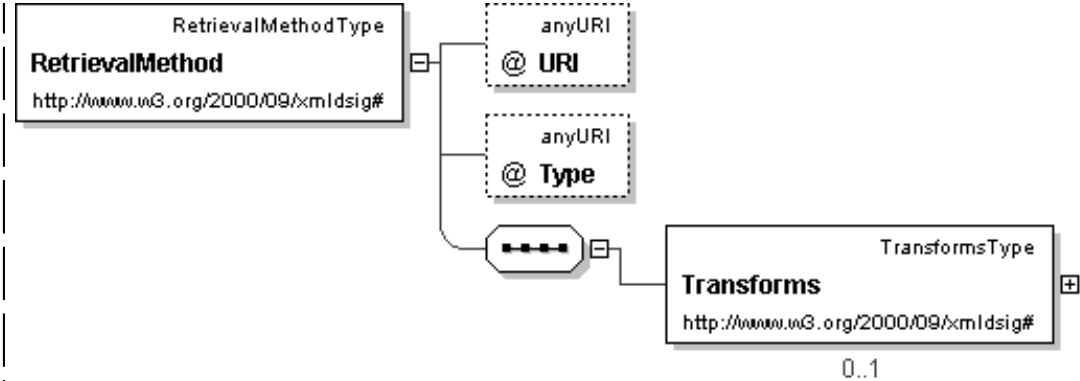 RetrievalMethodType
RetrievalMethod
http://www.w3.org/2000/09/xmldsig#
anyURI
@ URI
anyURI
@ Type
TransformsType
Transforms
http://www.w3.org/2000/09/xmldsig#
0..1